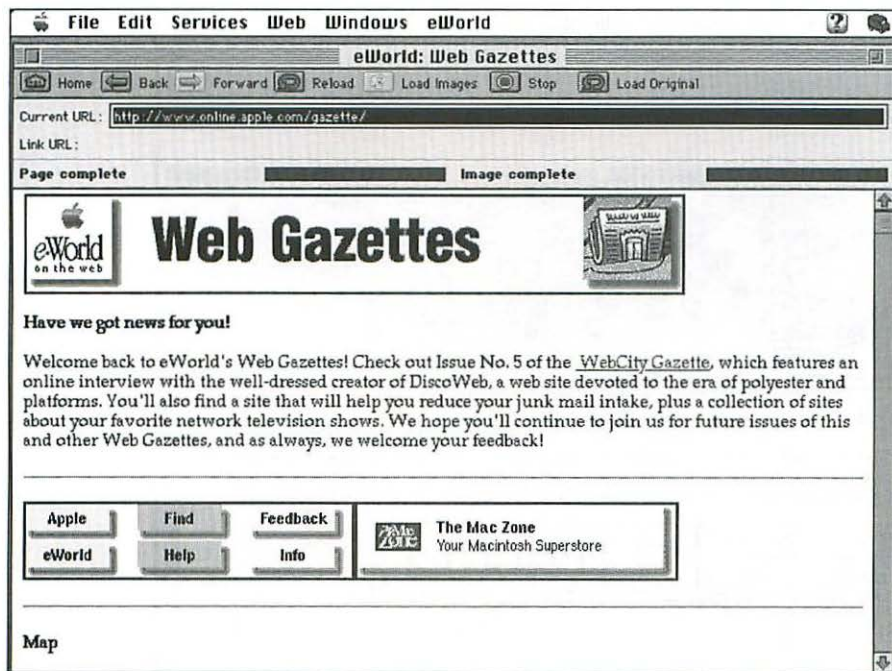 File Edit Services Web Windows eWorld
eWorld: Web Gazettes
Home Back Forward Reload Load Images Stop Load Original
Current URL: http://www.online.apple.com/gazette/
Link URL:
Page complete Image complete
eWorld
on the web
Web Gazettes
Have we got news for you!
Welcome back to eWorld's Web Gazettes! Check out Issue No. 5 of the WebCity Gazette, which features an
online interview with the well-dressed creator of DiscoWeb, a web site devoted to the era of polyester and
platforms. You'll also find a site that will help you reduce your junk mail intake, plus a collection of sites
about your favorite network television shows. We hope you'll continue to join us for future issues of this
and other Web Gazettes, and as always, we welcome your feedback!
Apple Find Feedback
eWorld Help Info
Mac
Zone
The Mac Zone
Your Macintosh Superstore
Map